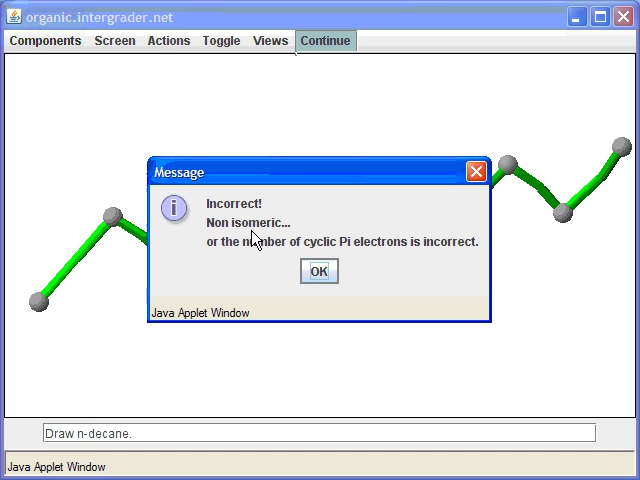 organic.intergrader.net
Components Screen Actions Toggle Views Continue
Message
Incorrect!
Non isomeric...
or the number of cyclic Pi electrons is incorrect.
OK
Java Applet Window
Draw n-decane.
Java Applet Window